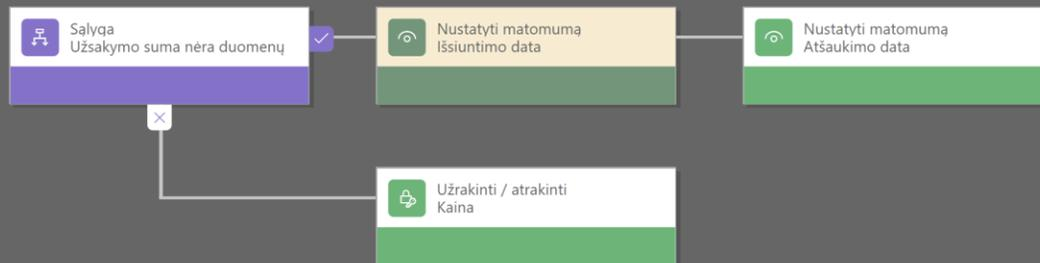 Sąlyga
Užsakymo suma nėra duomenų
Nustatyti matomumą
Išsiuntimo data
Nustatyti matomumą
Atšaukimo data
Užrakinti / atrakinti
Kaina